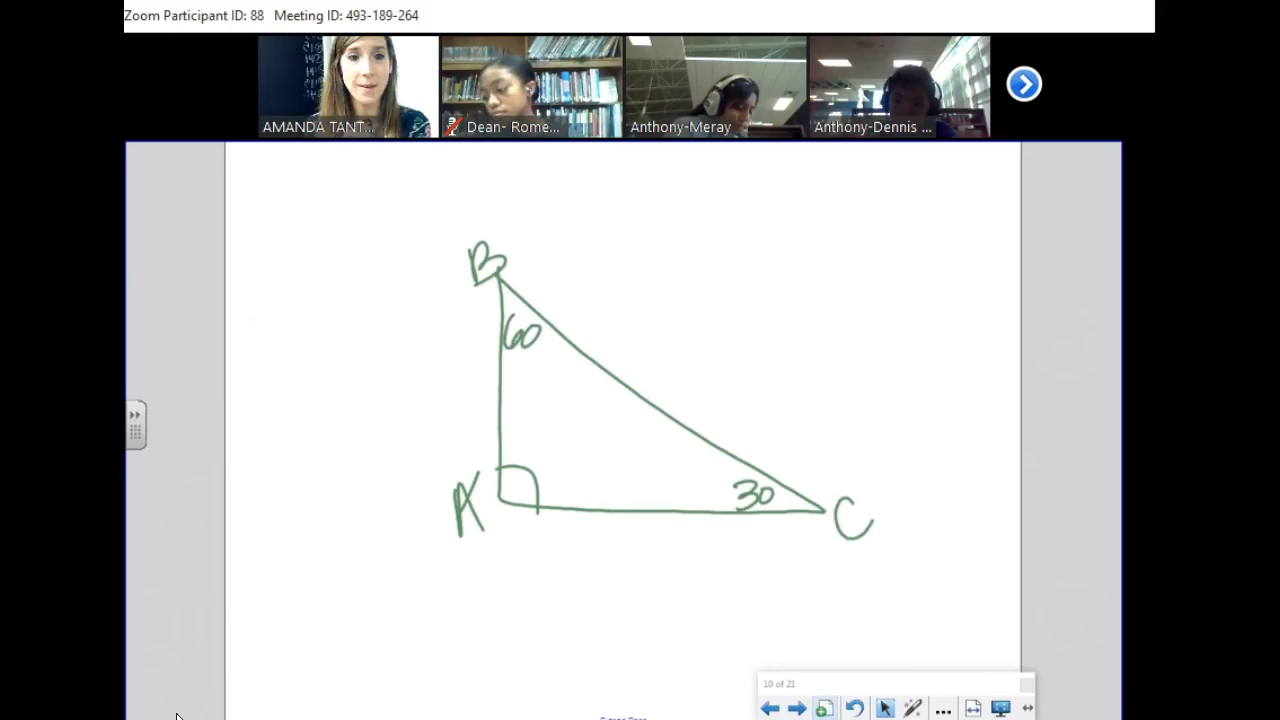 Zoom Participant ID: 88 Meeting ID: 493-189-264
AMANDA TANT...
Dean- Rome...
Anthony-Meray
Anthony-Dennis ...
B
60
A
30
C
10 of 21